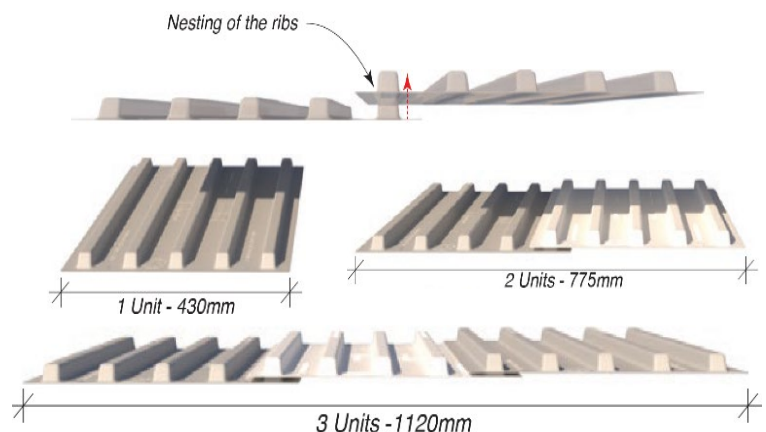 Nesting of the ribs
1 Unit - 430mm
2 Units - 775mm
3 Units -1120mm